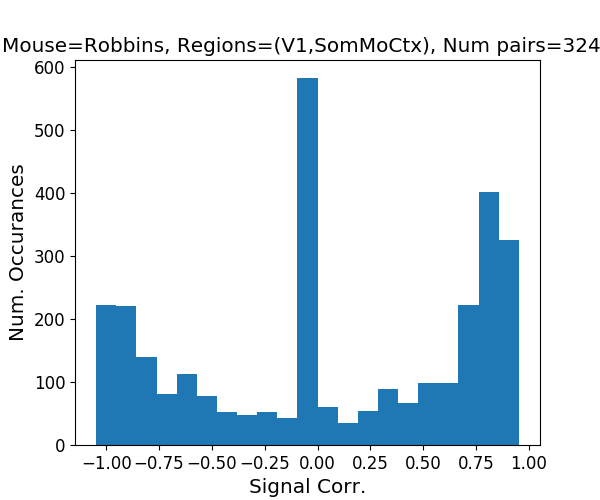 Mouse=Robbins, Regions=(V1,SomMoCtx), Num pairs=324
600
500
400
300
200
100
0
Num. Occurances
−1.00 −0.75 −0.50 −0.25 0.00 0.25 0.50 0.75 1.00
Signal Corr.